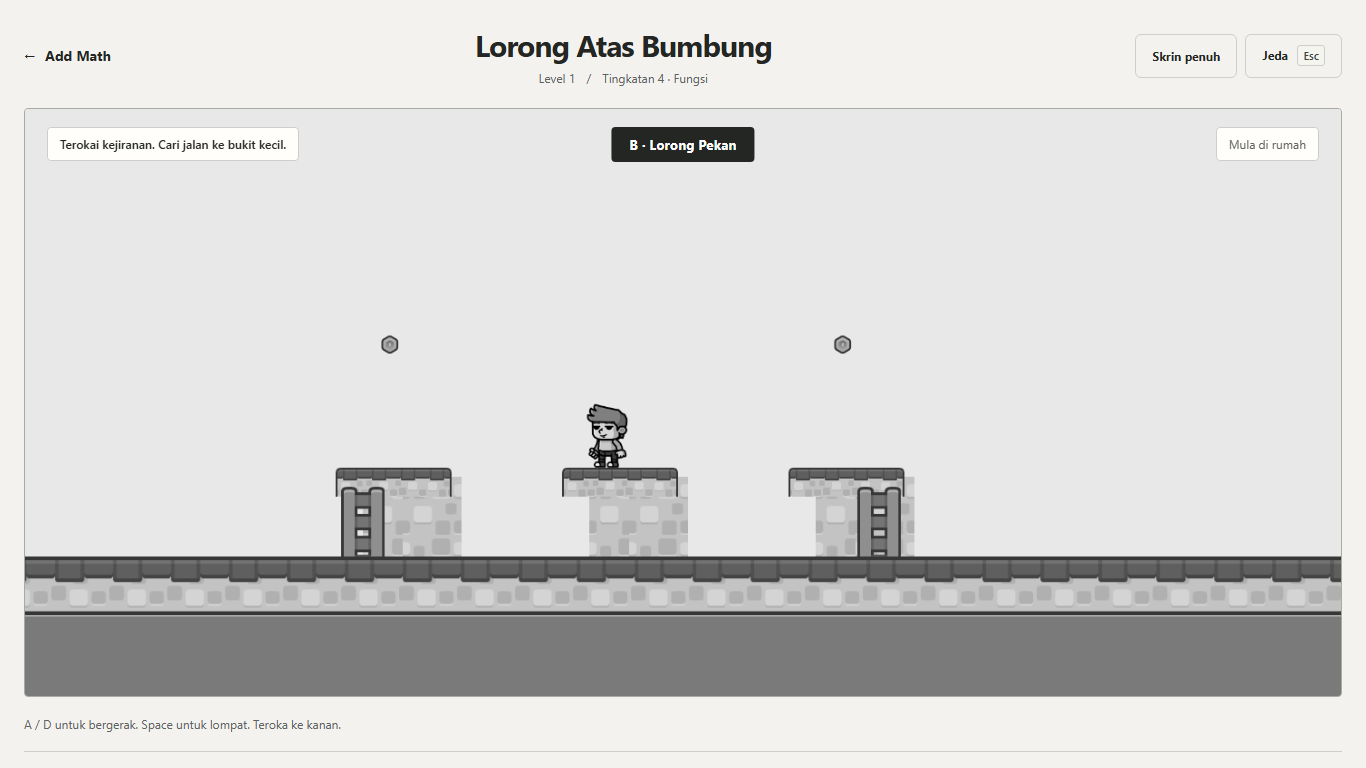 ← Add Math
Lorong Atas Bumbung
Level 1 / Tingkatan 4 · Fungsi
Skrin penuh
Jeda Esc
Terokai kejiranan. Cari jalan ke bukit kecil.
B · Lorong Pekan
Mula di rumah
A / D untuk bergerak. Space untuk lompat. Teroka ke kanan.